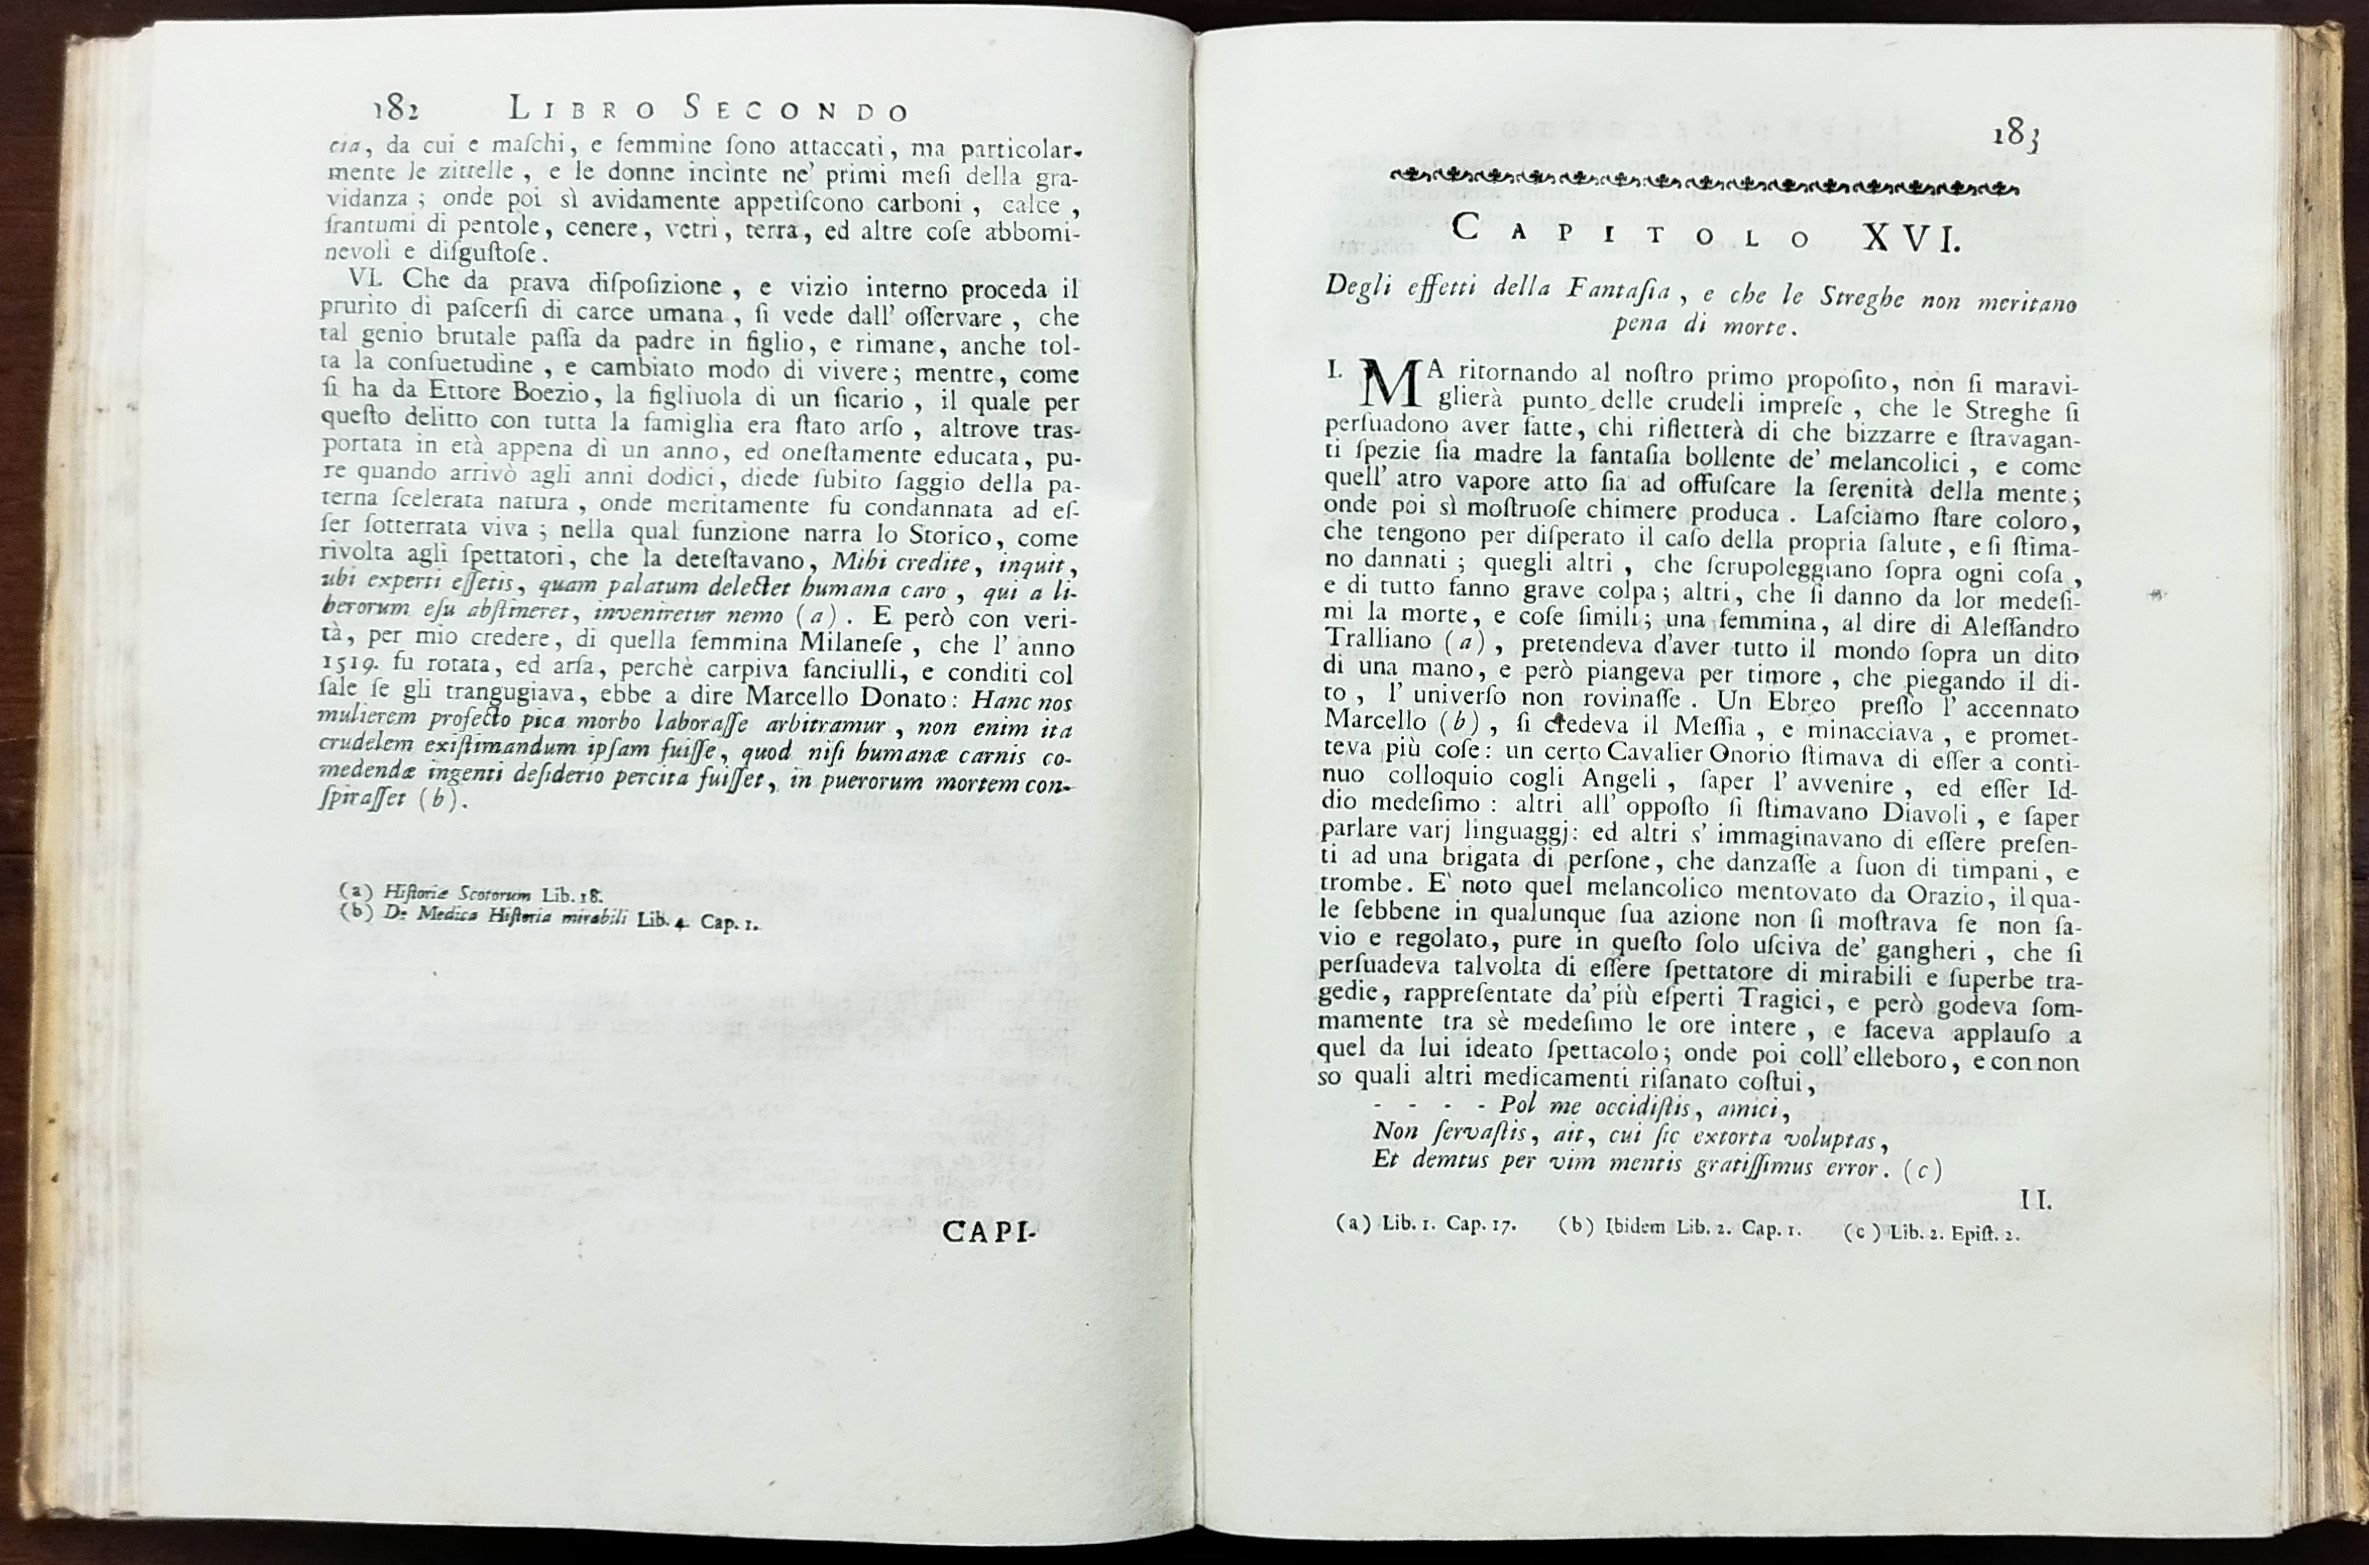 182 LIBRO SECONDO
cia, da cui e maſchi, e femmine ſono attaccati, ma particolar-
mente le zittelle, e le donne incinte ne' primi meſi della gra-
vidanza; onde poi sì avidamente appetiſcono carboni, calce,
frantumi di pentole, cenere, vetri, terra, ed altre coſe abbomi-
nevoli e diſguſtoſe.
VI. Che da prava diſpoſizione, e vizio interno proceda il
prurito di paſcerſi di carce umana, ſi vede dall' oſſervare, che
tal genio brutale paſſa da padre in figlio, e rimane, anche tol-
ta la conſuetudine, e cambiato modo di vivere; mentre, come
ſi ha da Ettore Boezio, la figliuola di un ſicario, il quale per
queſto delitto con tutta la famiglia era ſtato arſo, altrove tras-
portata in età appena di un anno, ed oneſtamente educata, pu-
re quando arrivò agli anni dodici, diede ſubito ſaggio della pa-
terna ſcelerata natura, onde meritamente fu condannata ad eſ-
ſer ſotterrata viva; nella qual funzione narra lo Storico, come
rivolta agli ſpettatori, che la deteſtavano, Mihi credite, inquit,
ubi experti eſſetis, quam palatum delectet humana caro, qui a li-
berorum eſu abſtineret, inveniretur nemo (a). E però con veri-
tà, per mio credere, di quella femmina Milaneſe, che l' anno
1519. fu rotata, ed arſa, perchè carpiva fanciulli, e conditi col
ſale ſe gli trangugiava, ebbe a dire Marcello Donato: Hanc nos
mulierem profecto pica morbo laboraſſe arbitramur, non enim ita
crudelem exiſtimandum ipſam fuiſſe, quod niſi humanæ carnis co-
medendæ ingenti deſiderio percita fuiſſet, in puerorum mortem con-
ſpiraſſet (b).
(a) Hiſtoriæ Scotorum Lib. 18.
(b) De Medica Hiſtoria mirabili Lib. 4. Cap. 1.
CAPI-
183
CAPITOLO XVI.
Degli effetti della Fantaſia, e che le Streghe non meritano
pena di morte.
I. MA ritornando al noſtro primo propoſito, non ſi maravi-
glierà punto delle crudeli impreſe, che le Streghe ſi
perſuadono aver fatte, chi rifletterà di che bizzarre e ſtravagan-
ti ſpezie ſia madre la fantaſia bollente de' melancolici, e come
quell' atro vapore atto ſia ad offuſcare la ſerenità della mente;
onde poi sì moſtruoſe chimere produca. Laſciamo ſtare coloro,
che tengono per diſperato il caſo della propria ſalute, e ſi ſtima-
no dannati; quegli altri, che ſcrupoleggiano ſopra ogni coſa,
e di tutto fanno grave colpa; altri, che ſi danno da lor medeſi-
mi la morte, e coſe ſimili; una femmina, al dire di Aleſſandro
Tralliano (a), pretendeva d'aver tutto il mondo ſopra un dito
di una mano, e però piangeva per timore, che piegando il di-
to, l' univerſo non rovinaſſe. Un Ebreo preſſo l' accennato
Marcello (b), ſi credeva il Meſſia, e minacciava, e promet-
teva più coſe: un certo Cavalier Onorio ſtimava di eſſer a conti-
nuo colloquio cogli Angeli, ſaper l' avvenire, ed eſſer Id-
dio medeſimo: altri all' oppoſto ſi ſtimavano Diavoli, e ſaper
parlare varj linguaggj: ed altri s' immaginavano di eſſere preſen-
ti ad una brigata di perſone, che danzaſſe a ſuon di timpani, e
trombe. E' noto quel melancolico mentovato da Orazio, il qua-
le ſebbene in qualunque ſua azione non ſi moſtrava ſe non ſa-
vio e regolato, pure in queſto ſolo uſciva de' gangheri, che ſi
perſuadeva talvolta di eſſere ſpettatore di mirabili e ſuperbe tra-
gedie, rappreſentate da' più eſperti Tragici, e però godeva ſom-
mamente tra sè medeſimo le ore intere, e faceva applauſo a
quel da lui ideato ſpettacolo; onde poi coll' elleboro, e con non
so quali altri medicamenti riſanato coſtui,
- - - - Pol me occidiſtis, amici,
Non ſervaſtis, ait, cui ſic extorta voluptas,
Et demtus per vim mentis gratiſſimus error. (c)
II.
(a) Lib. 1. Cap. 17. (b) Ibidem Lib. 2. Cap. 1. (c) Lib. 2. Epiſt. 2.